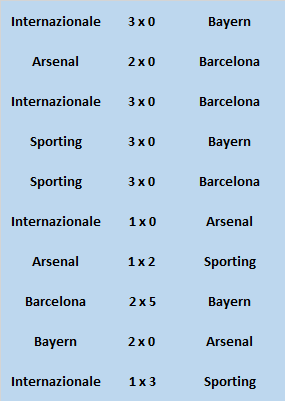 Internazionale 3 x 0 Bayern
Arsenal 2 x 0 Barcelona
Internazionale 3 x 0 Barcelona
Sporting 3 x 0 Bayern
Sporting 3 x 0 Barcelona
Internazionale 1 x 0 Arsenal
Arsenal 1 x 2 Sporting
Barcelona 2 x 5 Bayern
Bayern 2 x 0 Arsenal
Internazionale 1 x 3 Sporting